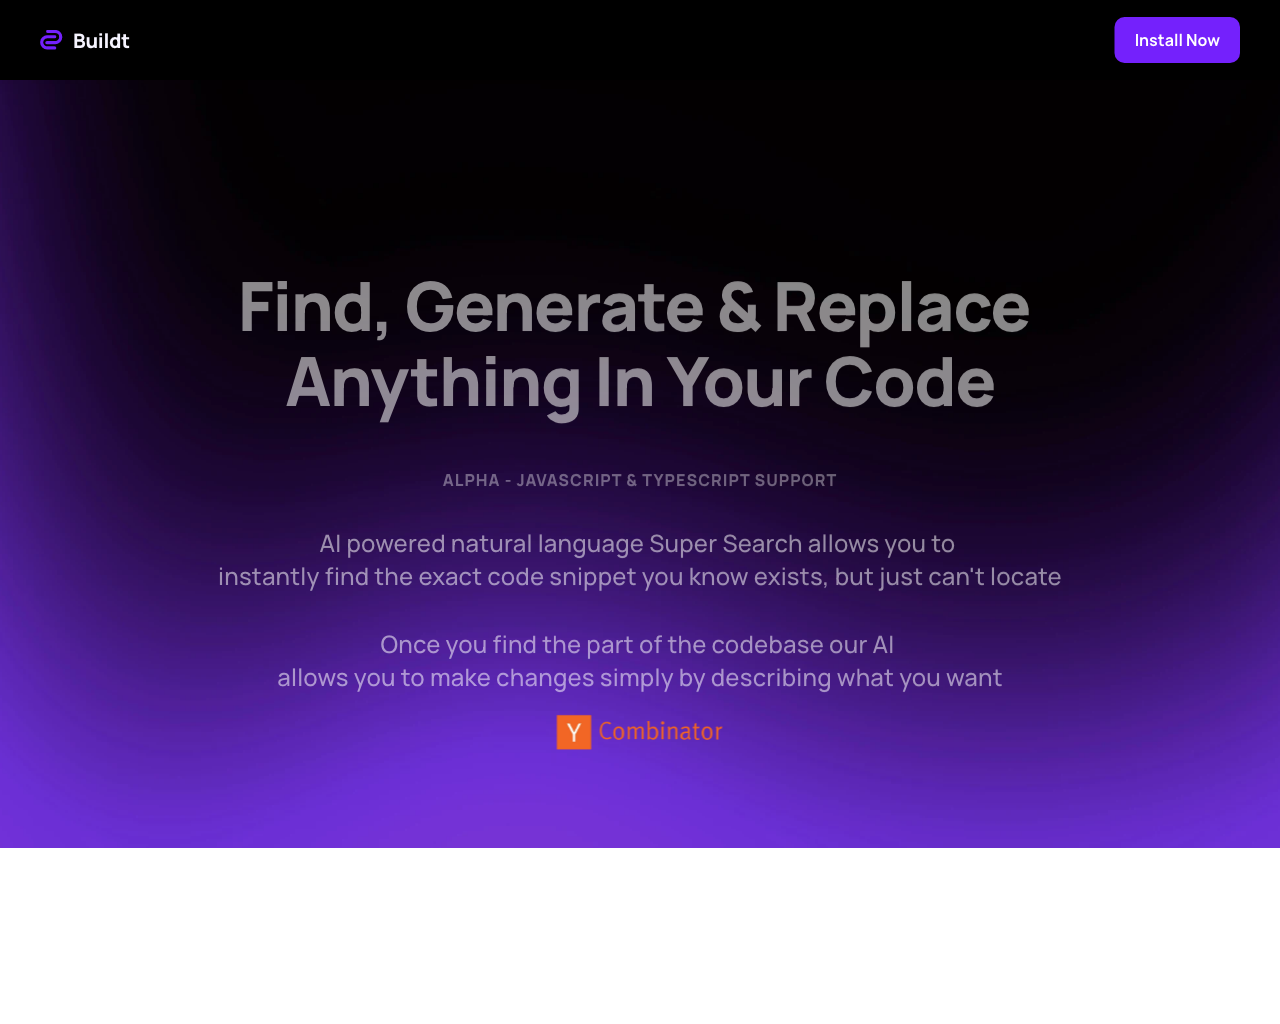 Buildt
Install Now
Find, Generate & Replace
Anything In Your Code
ALPHA - JAVASCRIPT & TYPESCRIPT SUPPORT
AI powered natural language Super Search allows you to
instantly find the exact code snippet you know exists, but just can't locate
Once you find the part of the codebase our AI
allows you to make changes simply by describing what you want
Y Combinator